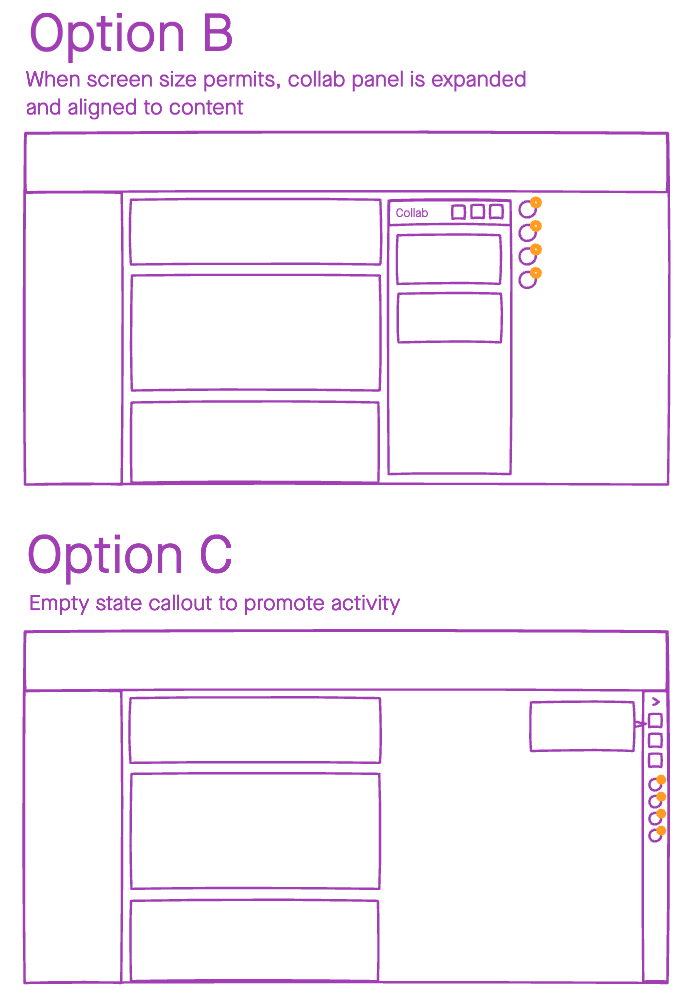 Option B
When screen size permits, collab panel is expanded
and aligned to content
Collab
Option C
Empty state callout to promote activity
>